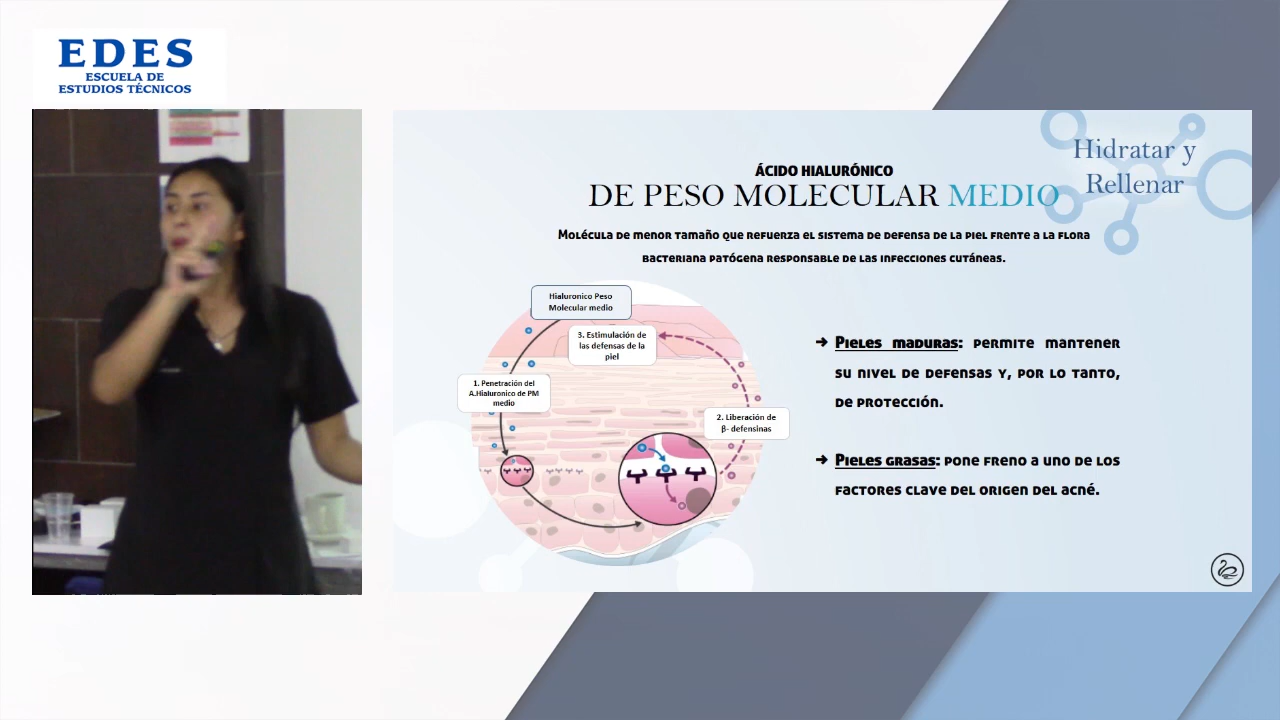 EDES
ESCUELA DE
ESTUDIOS TÉCNICOS
Hidratar y
Rellenar
ÁCIDO HIALURÓNICO
DE PESO MOLECULAR MEDIO
Molécula de menor tamaño que refuerza el sistema de defensa de la piel frente a la flora
bacteriana patógena responsable de las infecciones cutáneas.
Hialuronico Peso
Molecular medio
3. Estimulación de
las defensas de la
piel
1. Penetración del
A.Hialuronico de PM
medio
2. Liberación de
β- defensinas
→ Pieles maduras: permite mantener
su nivel de defensas y, por lo tanto,
de protección.
→ Pieles grasas: pone freno a uno de los
factores clave del origen del acné.